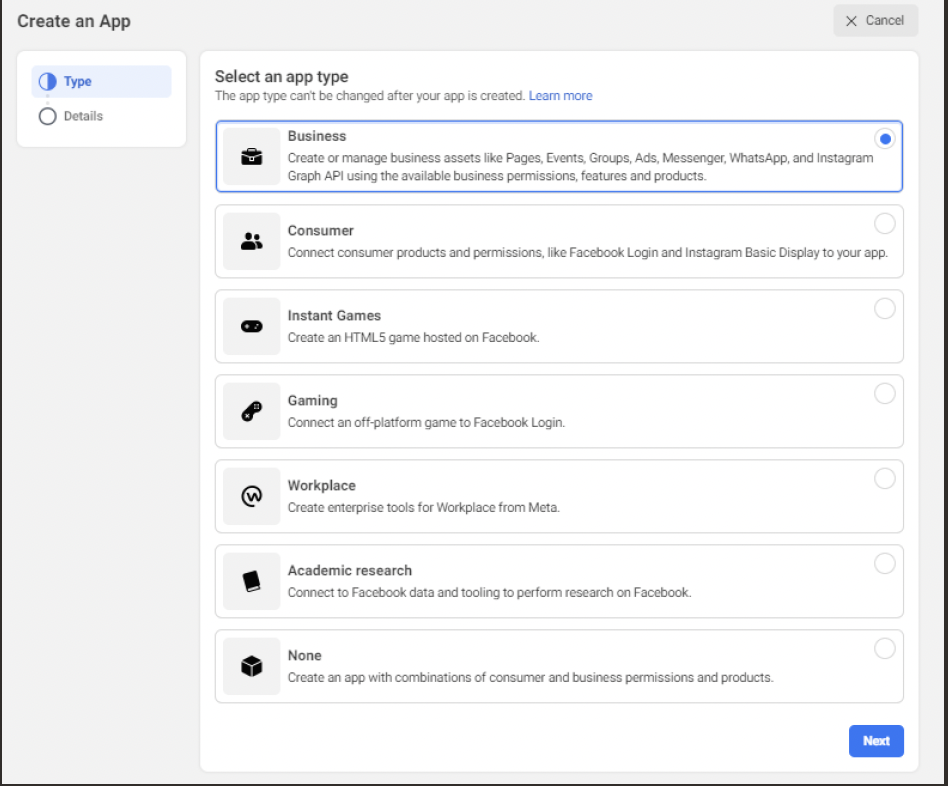 Create an App
Cancel
Type
Details
Select an app type
The app type can't be changed after your app is created. Learn more
Business
Create or manage business assets like Pages, Events, Groups, Ads, Messenger, WhatsApp, and Instagram
Graph API using the available business permissions, features and products.
Consumer
Connect consumer products and permissions, like Facebook Login and Instagram Basic Display to your app.
Instant Games
Create an HTML5 game hosted on Facebook.
Gaming
Connect an off-platform game to Facebook Login.
Workplace
Create enterprise tools for Workplace from Meta.
Academic research
Connect to Facebook data and tooling to perform research on Facebook.
None
Create an app with combinations of consumer and business permissions and products.
Next